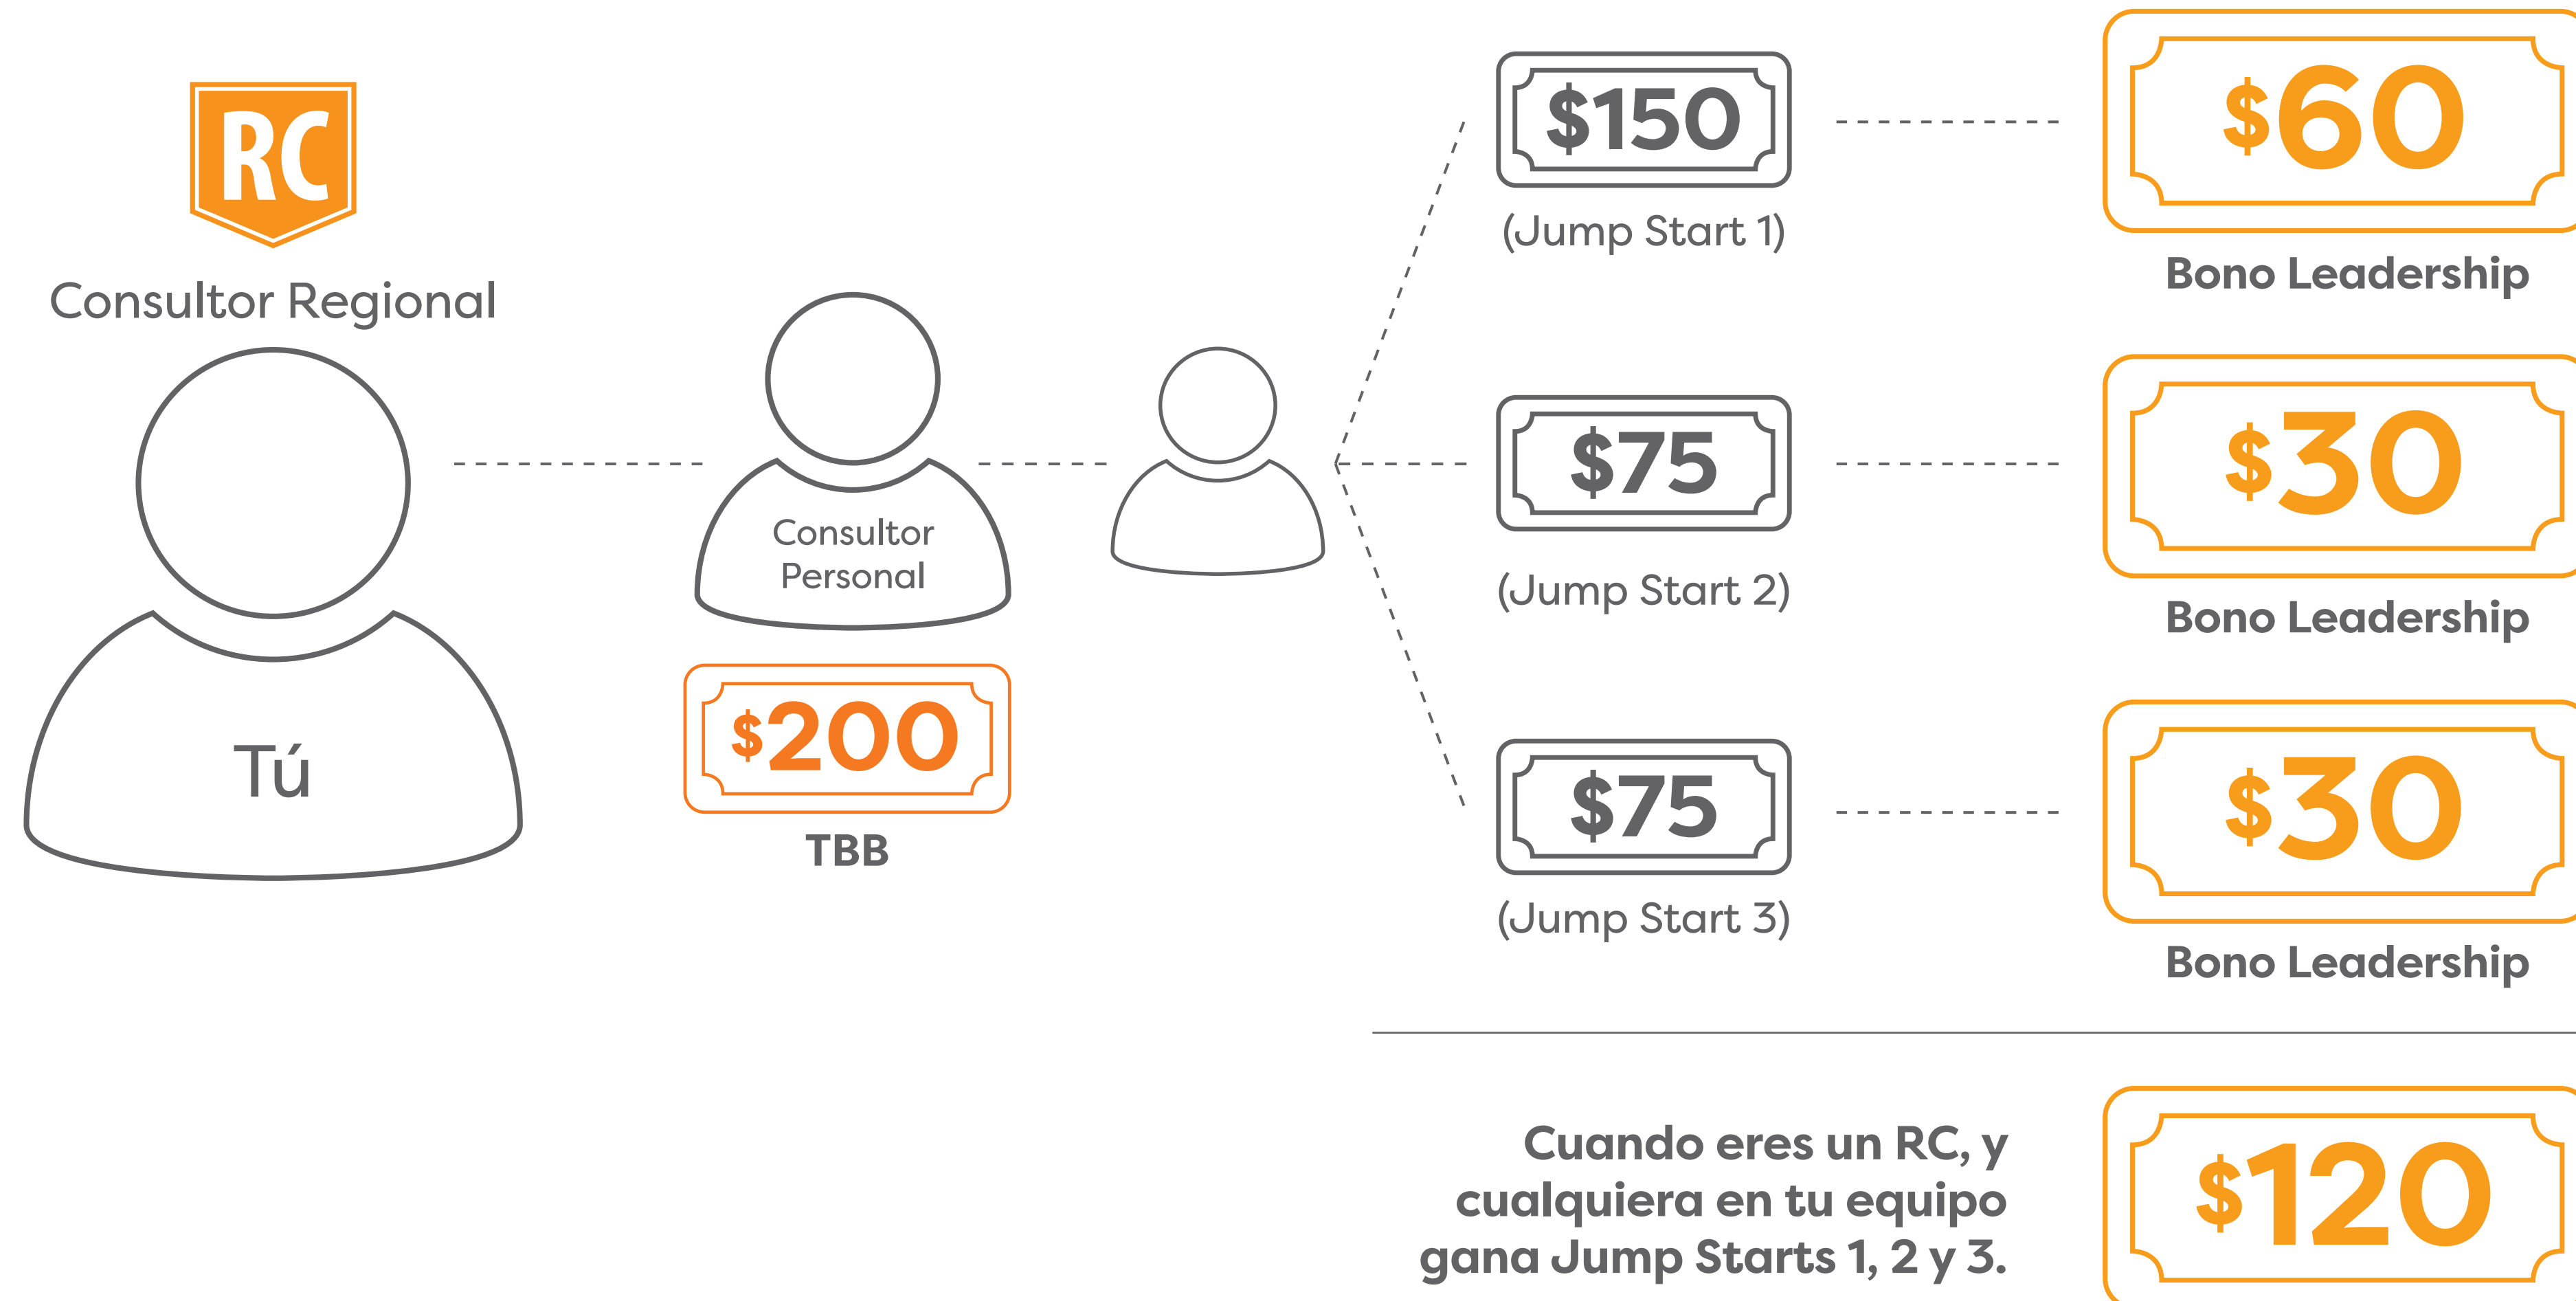 RC
Consultor Regional
Tú
Consultor
Personal
$200
TBB
$150
(Jump Start 1)
$60
Bono Leadership
$75
(Jump Start 2)
$30
Bono Leadership
$75
(Jump Start 3)
$30
Bono Leadership
Cuando eres un RC, y
cualquiera en tu equipo
gana Jump Starts 1, 2 y 3.
$120